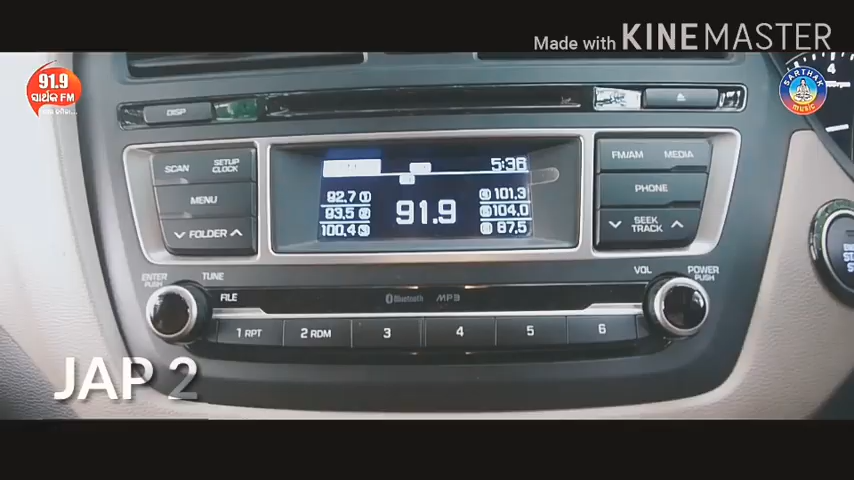 Made with KINEMASTER
91.9
ସାର୍ଥକ FM
SARTHAK
music
4
DISP
SCAN
SETUP
CLOCK
MENU
FOLDER
5:36
92.7 1
93.5 2
100.4 3
91.9
4 101.3
5 104.0
6 87.5
FM/AM
MEDIA
PHONE
SEEK
TRACK
ENTER
PUSH
TUNE
FILE
Bluetooth MP3
VOL
POWER
PUSH
1 RPT
2 RDM
3
4
5
6
JAP 2